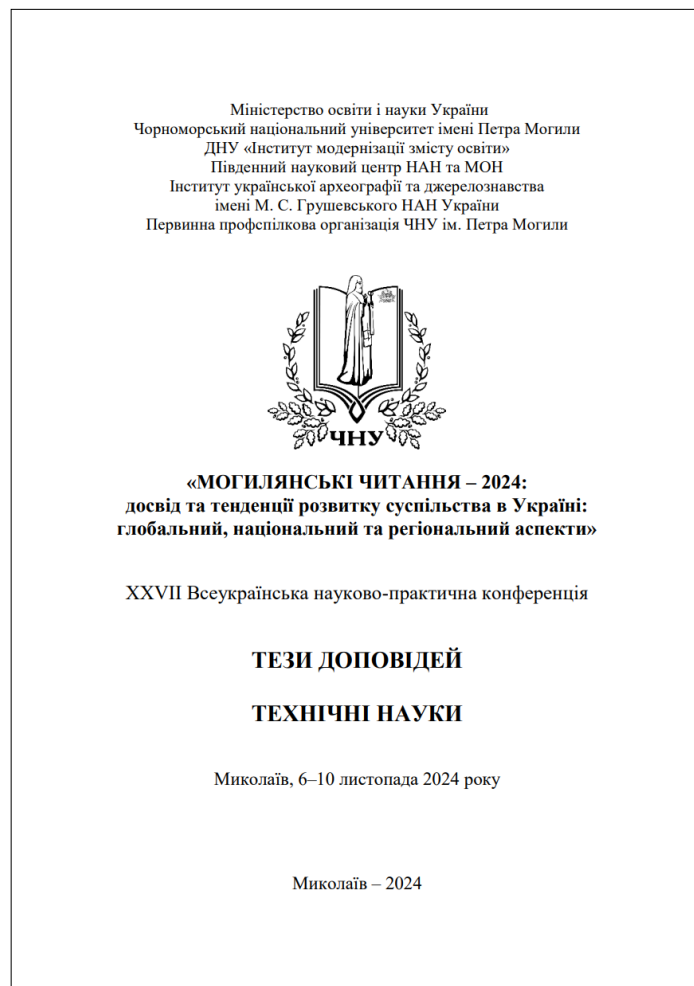 Міністерство освіти і науки України
Чорноморський національний університет імені Петра Могили
ДНУ «Інститут модернізації змісту освіти»
Південний науковий центр НАН та МОН
Інститут української археографії та джерелознавства
імені М. С. Грушевського НАН України
Первинна профспілкова організація ЧНУ ім. Петра Могили
ЧНУ
«МОГИЛЯНСЬКІ ЧИТАННЯ – 2024:
досвід та тенденції розвитку суспільства в Україні:
глобальний, національний та регіональний аспекти»
XXVII Всеукраїнська науково-практична конференція
ТЕЗИ ДОПОВІДЕЙ
ТЕХНІЧНІ НАУКИ
Миколаїв, 6–10 листопада 2024 року
Миколаїв – 2024